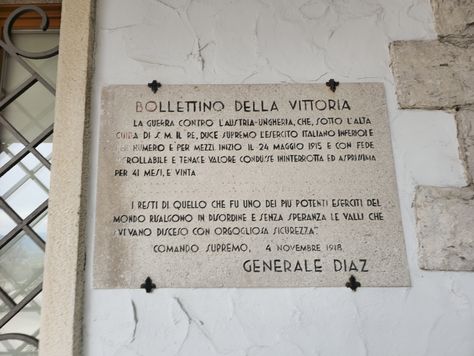 BOLLETTINO DELLA VITTORIA
LA GUERRA CONTRO L'AUSTRIA-UNGHERIA, CHE, SOTTO L'ALTA
GUIDA DI S. M. IL RE, DUCE SUPREMO L'ESERCITO ITALIANO INFERIORE
NUMERO E PER MEZZI INIZIÒ IL 24 MAGGIO 1915 E CON FEDE
CROLLABILE E TENACE VALORE CONDUSSE ININTERROTTA ED ASPRISSIMA
PER 41 MESI, E VINTA
I RESTI DI QUELLO CHE FU UNO DEI PIÙ POTENTI ESERCITI DEL
MONDO RISALGONO IN DISORDINE E SENZA SPERANZA LE VALLI CHE
AVEVANO DISCESO CON ORGOGLIOSA SICUREZZA"
COMANDO SUPREMO, 4 NOVEMBRE 1918
GENERALE DIAZ